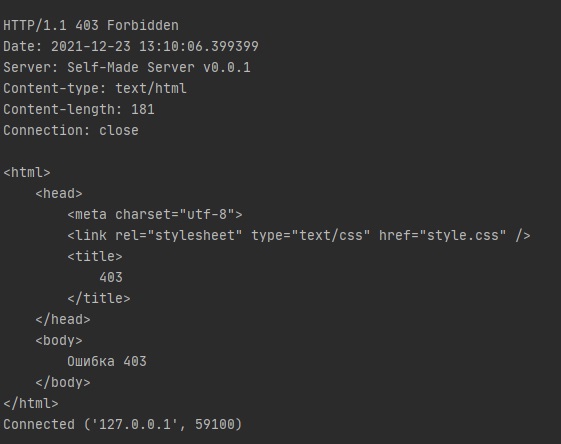 HTTP/1.1 403 Forbidden
Date: 2021-12-23 13:10:06.399399
Server: Self-Made Server v0.0.1
Content-type: text/html
Content-length: 181
Connection: close

<html>
    <head>
        <meta charset="utf-8">
        <link rel="stylesheet" type="text/css" href="style.css" />
        <title>
            403
        </title>
    </head>
    <body>
        Ошибка 403
    </body>
</html>
Connected ('127.0.0.1', 59100)